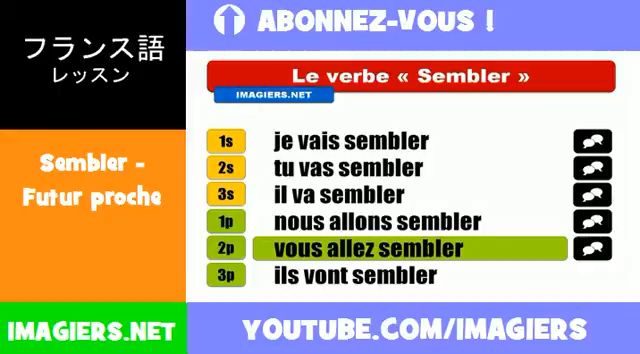 フランス語
レッスン
Sembler -
Futur proche
IMAGIERS.NET
ABONNEZ-VOUS !
Le verbe « Sembler »
IMAGIERS.NET
1s je vais sembler
2s tu vas sembler
3s il va sembler
1p nous allons sembler
2p vous allez sembler
3p ils vont sembler
YOUTUBE.COM/IMAGIERS